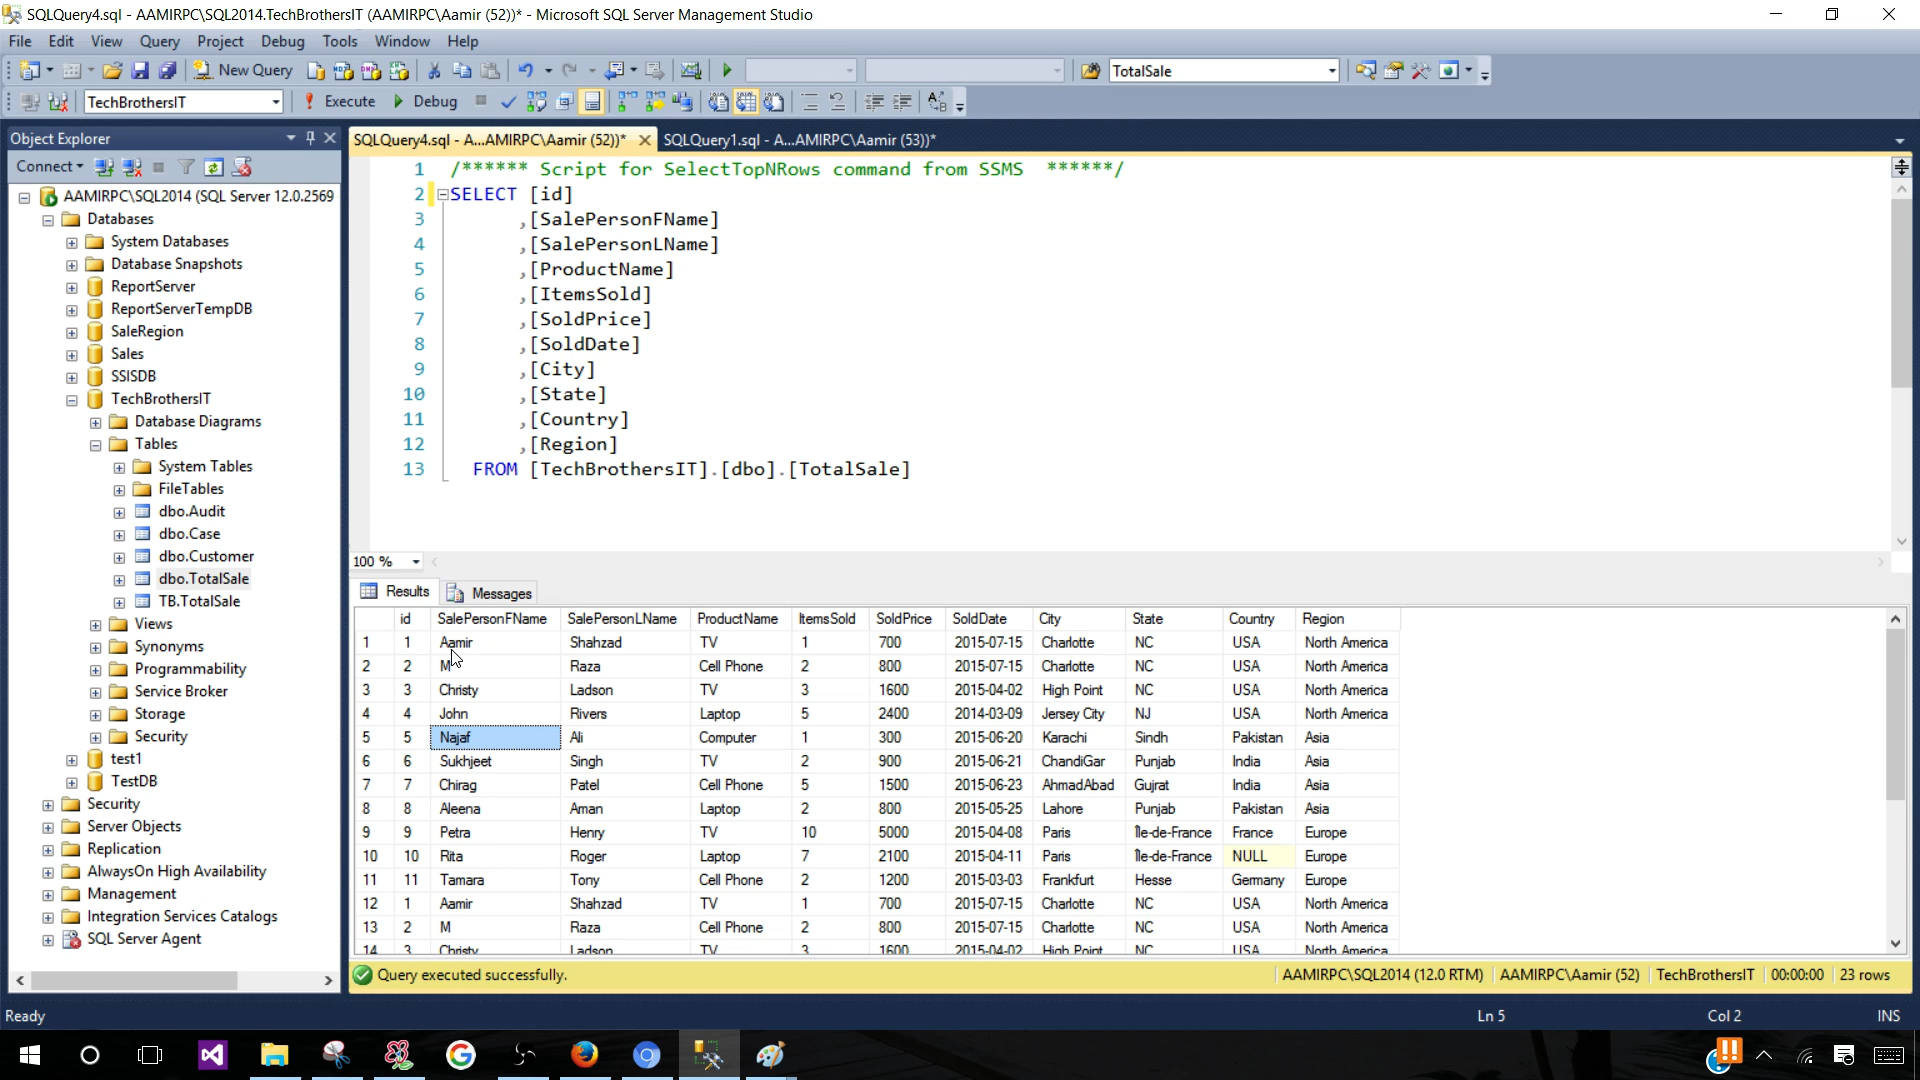 SQLQuery4.sql - AAMIRPC\SQL2014.TechBrothersIT (AAMIRPC\Aamir (52))* - Microsoft SQL Server Management Studio
File Edit View Query Project Debug Tools Window Help
New Query TotalSale
TechBrothersIT Execute Debug
Object Explorer
Connect
AAMIRPC\SQL2014 (SQL Server 12.0.2569
Databases
System Databases
Database Snapshots
ReportServer
ReportServerTempDB
SaleRegion
Sales
SSISDB
TechBrothersIT
Database Diagrams
Tables
System Tables
FileTables
dbo.Audit
dbo.Case
dbo.Customer
dbo.TotalSale
TB.TotalSale
Views
Synonyms
Programmability
Service Broker
Storage
Security
test1
TestDB
Security
Server Objects
Replication
AlwaysOn High Availability
Management
Integration Services Catalogs
SQL Server Agent
SQLQuery4.sql - A...AMIRPC\Aamir (52))* SQLQuery1.sql - A...AMIRPC\Aamir (53))*
1 /****** Script for SelectTopNRows command from SSMS ******/
2 SELECT [id]
3 ,[SalePersonFName]
4 ,[SalePersonLName]
5 ,[ProductName]
6 ,[ItemsSold]
7 ,[SoldPrice]
8 ,[SoldDate]
9 ,[City]
10 ,[State]
11 ,[Country]
12 ,[Region]
13 FROM [TechBrothersIT].[dbo].[TotalSale]
100 %
Results Messages
id SalePersonFName SalePersonLName ProductName ItemsSold SoldPrice SoldDate City State Country Region
1 1 Aamir Shahzad TV 1 700 2015-07-15 Charlotte NC USA North America
2 2 M Raza Cell Phone 2 800 2015-07-15 Charlotte NC USA North America
3 3 Christy Ladson TV 3 1600 2015-04-02 High Point NC USA North America
4 4 John Rivers Laptop 5 2400 2014-03-09 Jersey City NJ USA North America
5 5 Najaf Ali Computer 1 300 2015-06-20 Karachi Sindh Pakistan Asia
6 6 Sukhjeet Singh TV 2 900 2015-06-21 ChandiGar Punjab India Asia
7 7 Chirag Patel Cell Phone 5 1500 2015-06-23 AhmadAbad Gujrat India Asia
8 8 Aleena Aman Laptop 2 800 2015-05-25 Lahore Punjab Pakistan Asia
9 9 Petra Henry TV 10 5000 2015-04-08 Paris Île-de-France France Europe
10 10 Rita Roger Laptop 7 2100 2015-04-11 Paris Île-de-France NULL Europe
11 11 Tamara Tony Cell Phone 2 1200 2015-03-03 Frankfurt Hesse Germany Europe
12 1 Aamir Shahzad TV 1 700 2015-07-15 Charlotte NC USA North America
13 2 M Raza Cell Phone 2 800 2015-07-15 Charlotte NC USA North America
14 3 Christy Ladson TV 3 1600 2015-04-02 High Point NC USA North America
Query executed successfully. AAMIRPC\SQL2014 (12.0 RTM) AAMIRPC\Aamir (52) TechBrothersIT 00:00:00 23 rows
Ready Ln 5 Col 2 INS